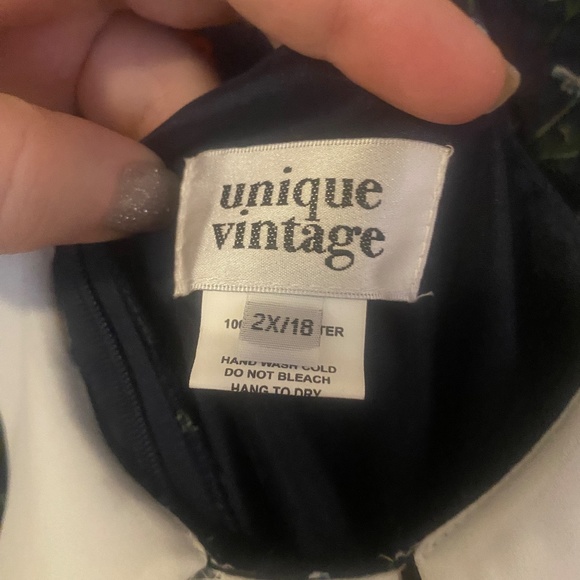 unique
vintage
2X/18
HAND WASH COLD
DO NOT BLEACH
HANG TO DRY